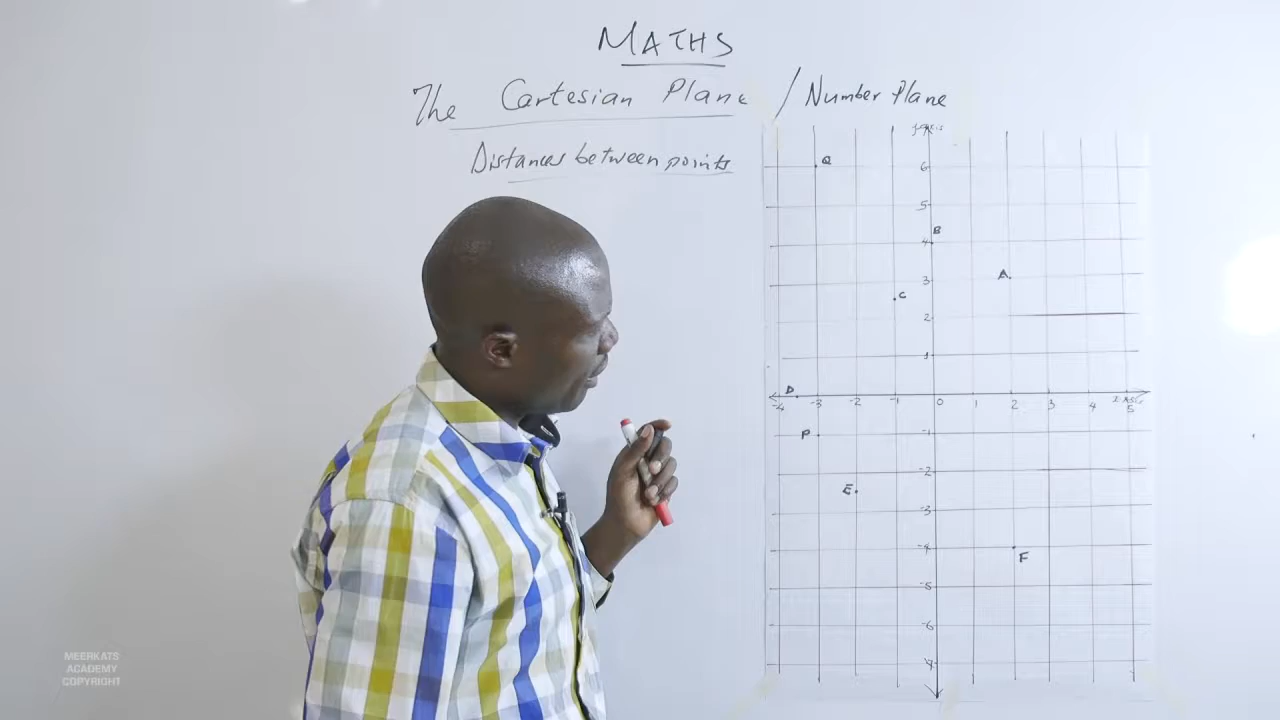 MATHS
The Cartesian Plane / Number Plane
Distances between points
Q
6
5
B
4
A
3
C
2
1
D
-4 -3 -2 -1 0 1 2 3 4 5
P -1
-2
E
-3
-4
F
-5
-6
-7
MEERKATS
ACADEMY
COPYRIGHT